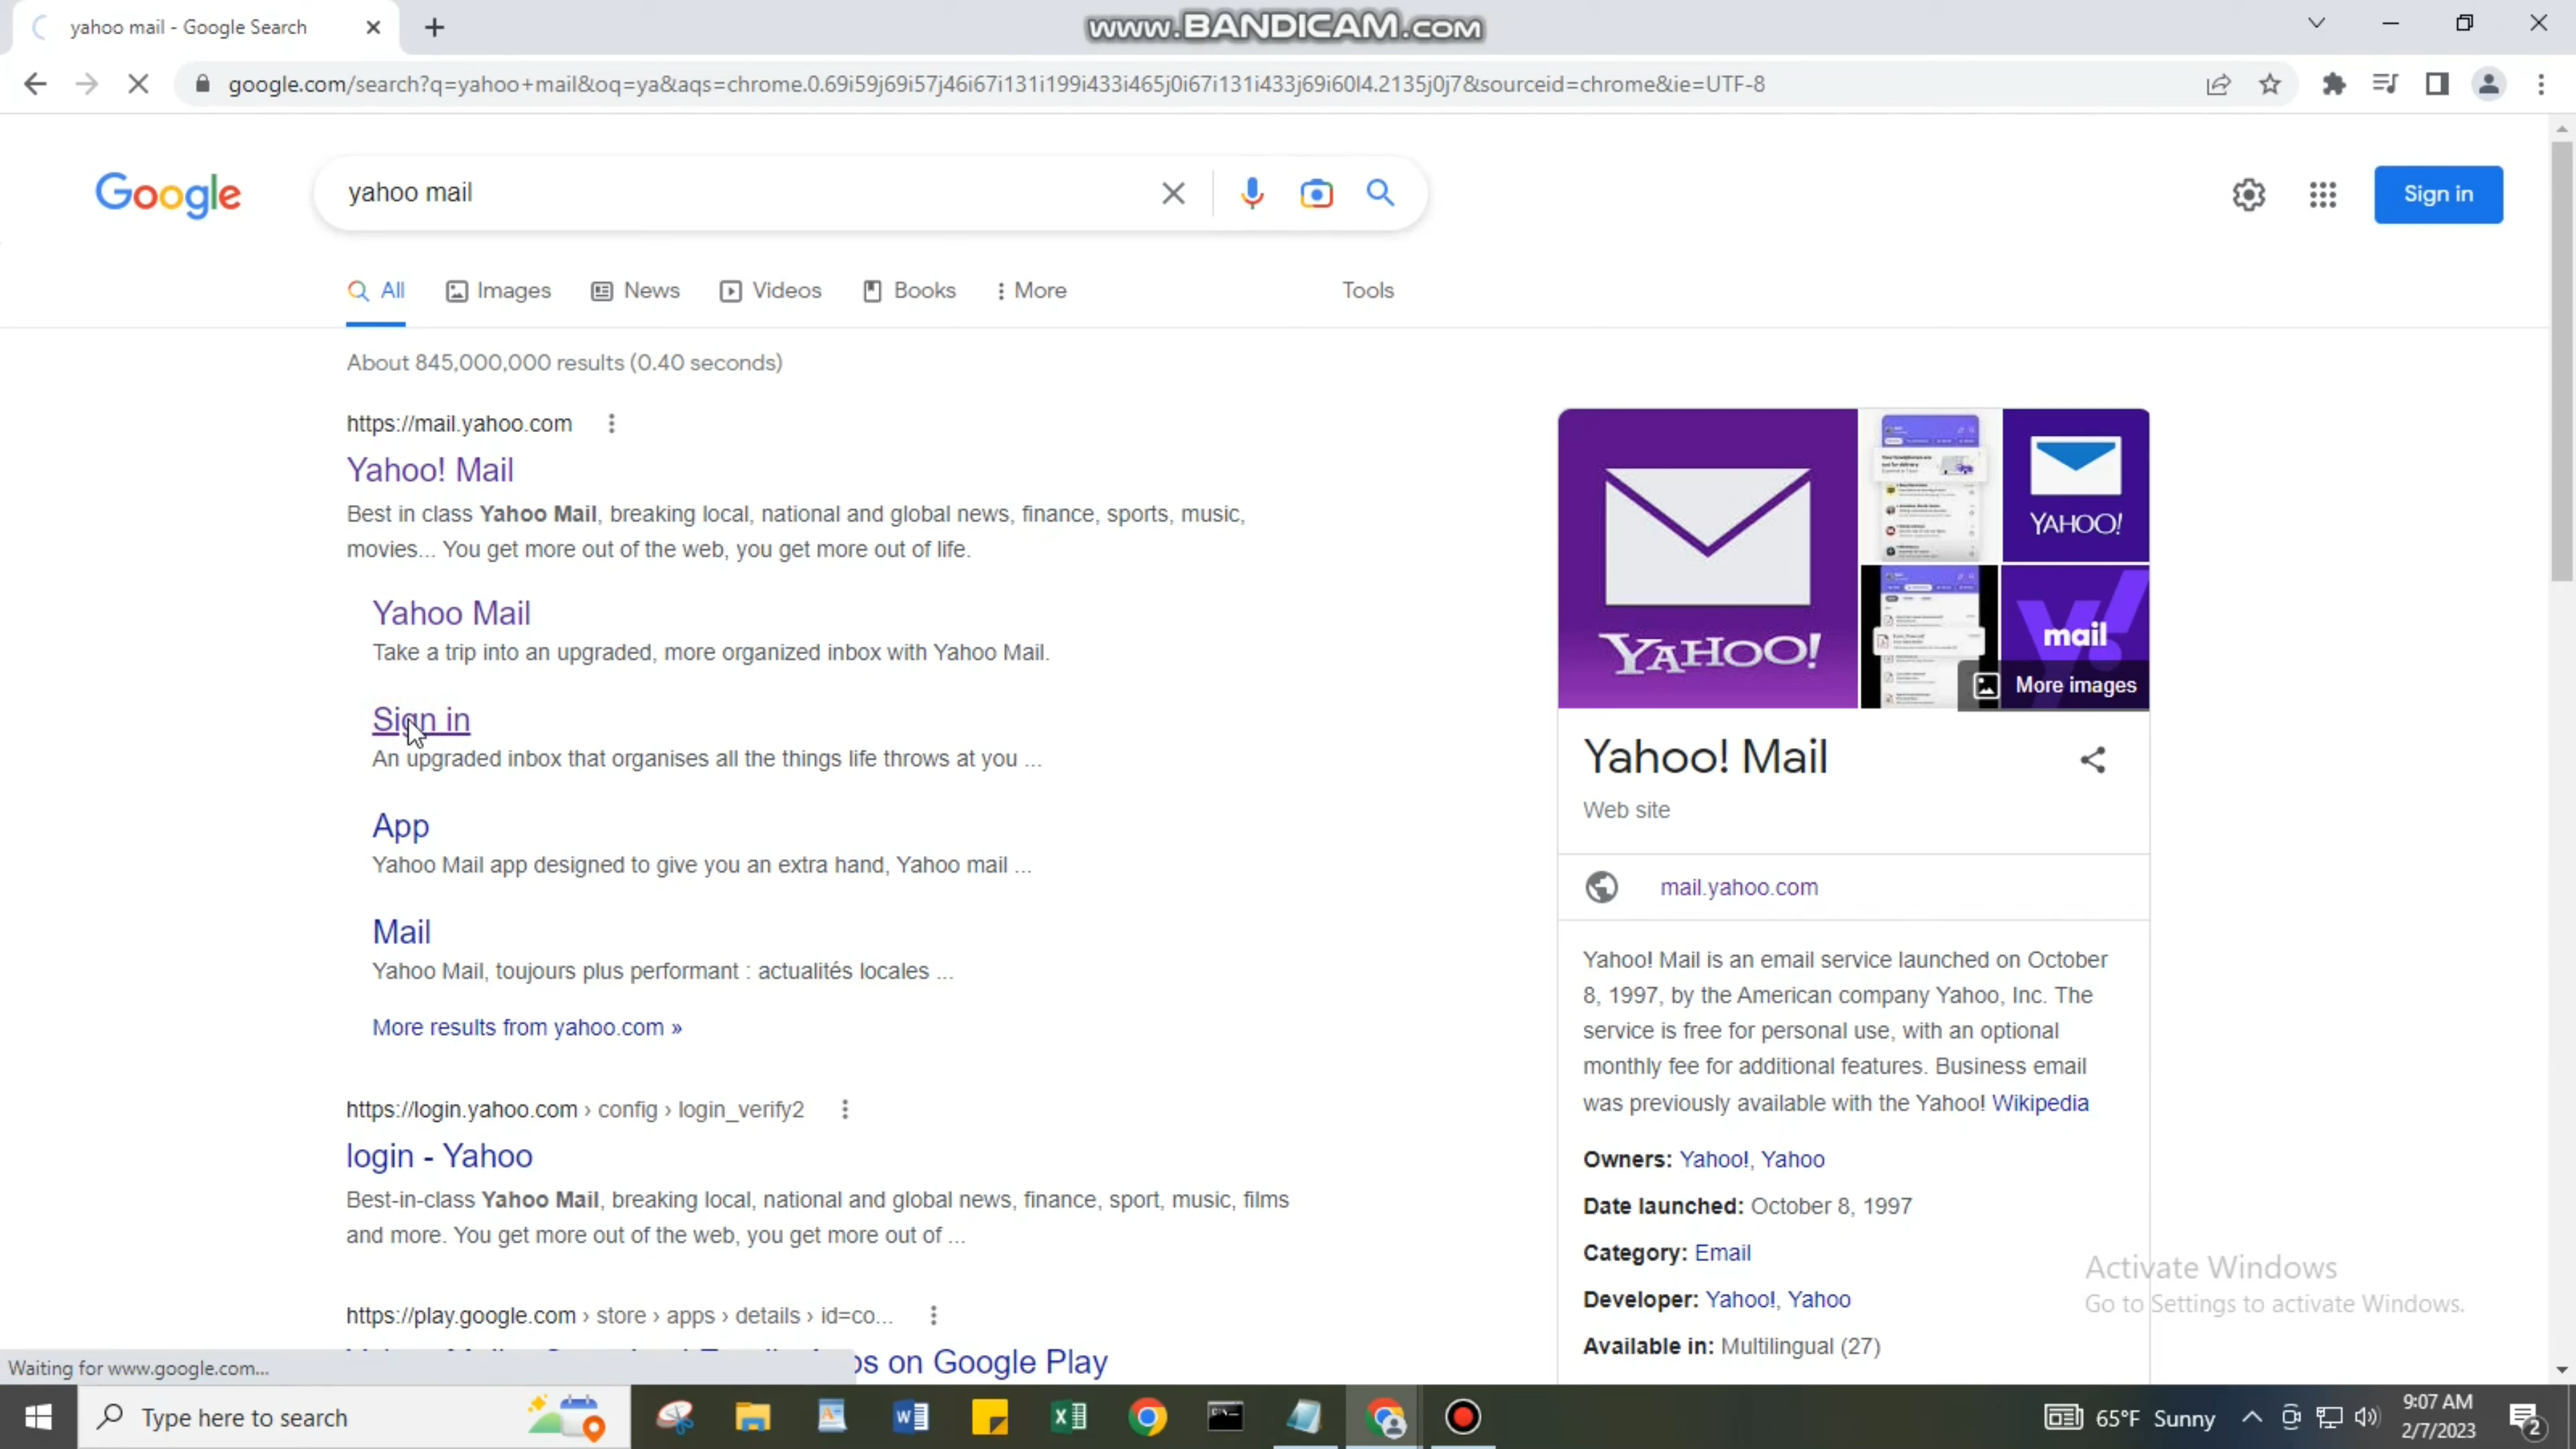 yahoo mail - Google Search
www.BANDICAM.com
google.com/search?q=yahoo+mail&oq=ya&aqs=chrome.0.69i59j69i57j46i67i131i199i433i465j0i67i131i433j69i60l4.2135j0j7&sourceid=chrome&ie=UTF-8
Google
yahoo mail
Sign in
All
Images
News
Videos
Books
More
Tools
About 845,000,000 results (0.40 seconds)
https://mail.yahoo.com
Yahoo! Mail
Best in class Yahoo Mail, breaking local, national and global news, finance, sports, music,
movies... You get more out of the web, you get more out of life.
Yahoo Mail
Take a trip into an upgraded, more organized inbox with Yahoo Mail.
Sign in
An upgraded inbox that organises all the things life throws at you ...
App
Yahoo Mail app designed to give you an extra hand, Yahoo mail ...
Mail
Yahoo Mail, toujours plus performant : actualités locales ...
More results from yahoo.com »
https://login.yahoo.com › config › login_verify2
login - Yahoo
Best-in-class Yahoo Mail, breaking local, national and global news, finance, sport, music, films
and more. You get more out of the web, you get more out of ...
https://play.google.com › store › apps › details › id=co...
on Google Play
YAHOO!
YAHOO!
mail
More images
Yahoo! Mail
Web site
mail.yahoo.com
Yahoo! Mail is an email service launched on October
8, 1997, by the American company Yahoo, Inc. The
service is free for personal use, with an optional
monthly fee for additional features. Business email
was previously available with the Yahoo! Wikipedia
Owners: Yahoo!, Yahoo
Date launched: October 8, 1997
Category: Email
Developer: Yahoo!, Yahoo
Available in: Multilingual (27)
Activate Windows
Go to Settings to activate Windows.
Waiting for www.google.com...
Type here to search
65°F Sunny
9:07 AM
2/7/2023
2